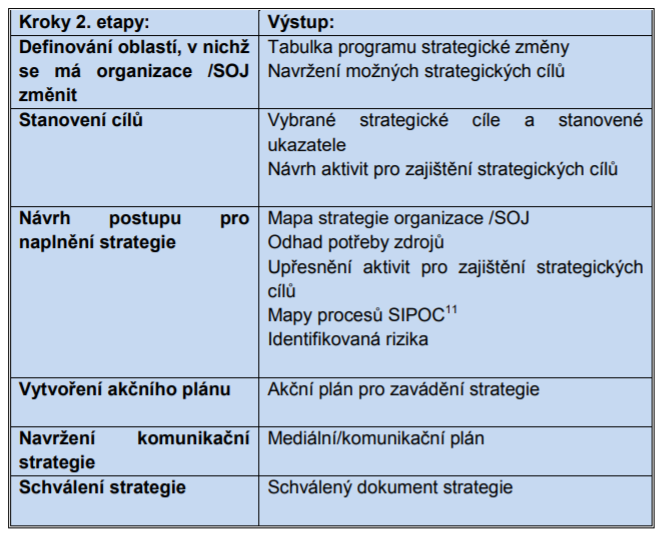 Kroky 2. etapy:
Výstup:
Definování oblastí, v nichž
se má organizace /SOJ
změnit
Tabulka programu strategické změny
Navržení možných strategických cílů
Stanovení cílů
Vybrané strategické cíle a stanovené
ukazatele
Návrh aktivit pro zajištění strategických cílů
Návrh postupu pro
naplnění strategie
Mapa strategie organizace /SOJ
Odhad potřeby zdrojů
Upřesnění aktivit pro zajištění strategických
cílů
Mapy procesů SIPOC¹¹
Identifikovaná rizika
Vytvoření akčního plánu
Akční plán pro zavádění strategie
Navržení komunikační
strategie
Mediální/komunikační plán
Schválení strategie
Schválený dokument strategie